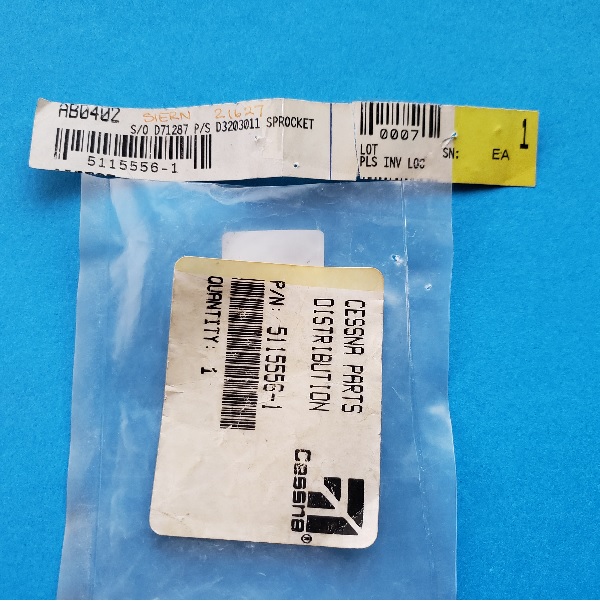 AB0402 SIERN 21627
S/O D71287 P/S D3203011 SPROCKET
5115556-1
0007
LOT SN: EA 1
PLS INV LOC
CESSNA PARTS
DISTRIBUTION
P/N: 5115556-1
QUANTITY: 1
Cessna®